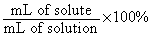 mL of solute
mL of solution ×100%